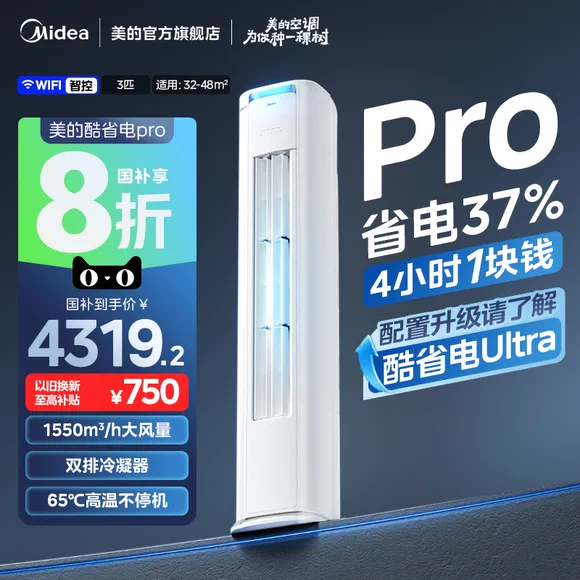 Midea 美的官方旗舰店 美的空调
为你种一棵树
WIFI 智控 3匹 适用: 32-48m²
美的酷省电pro
国补享
8折
国补到手价¥
4319.2
以旧换新
至高补贴 ¥750
1550m³/h大风量
双排冷凝器
65℃高温不停机
Midea
Pro
省电37%
4小时1块钱
配置升级请了解
酷省电Ultra